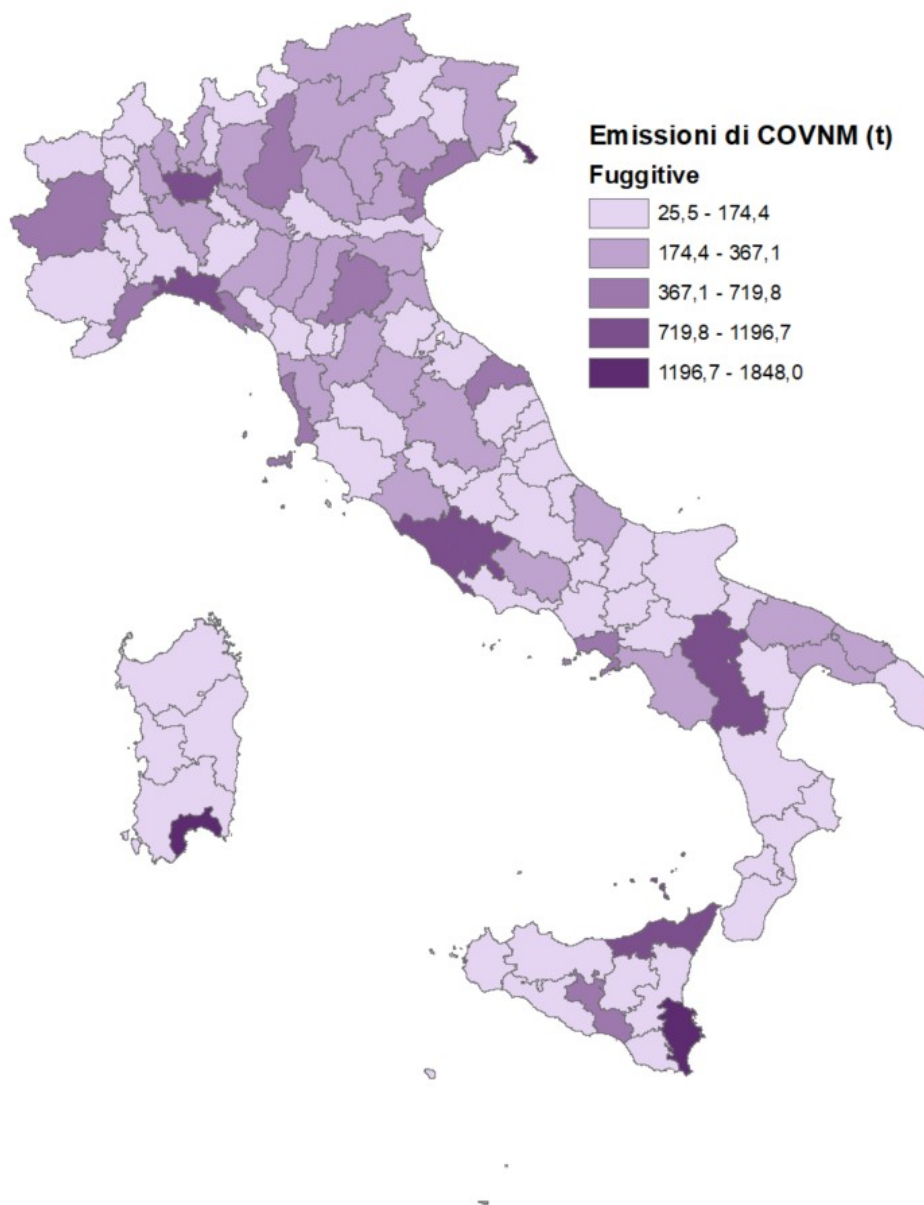 Emissioni di COVNM (t)
Fuggitive
25,5 - 174,4
174,4 - 367,1
367,1 - 719,8
719,8 - 1196,7
1196,7 - 1848,0